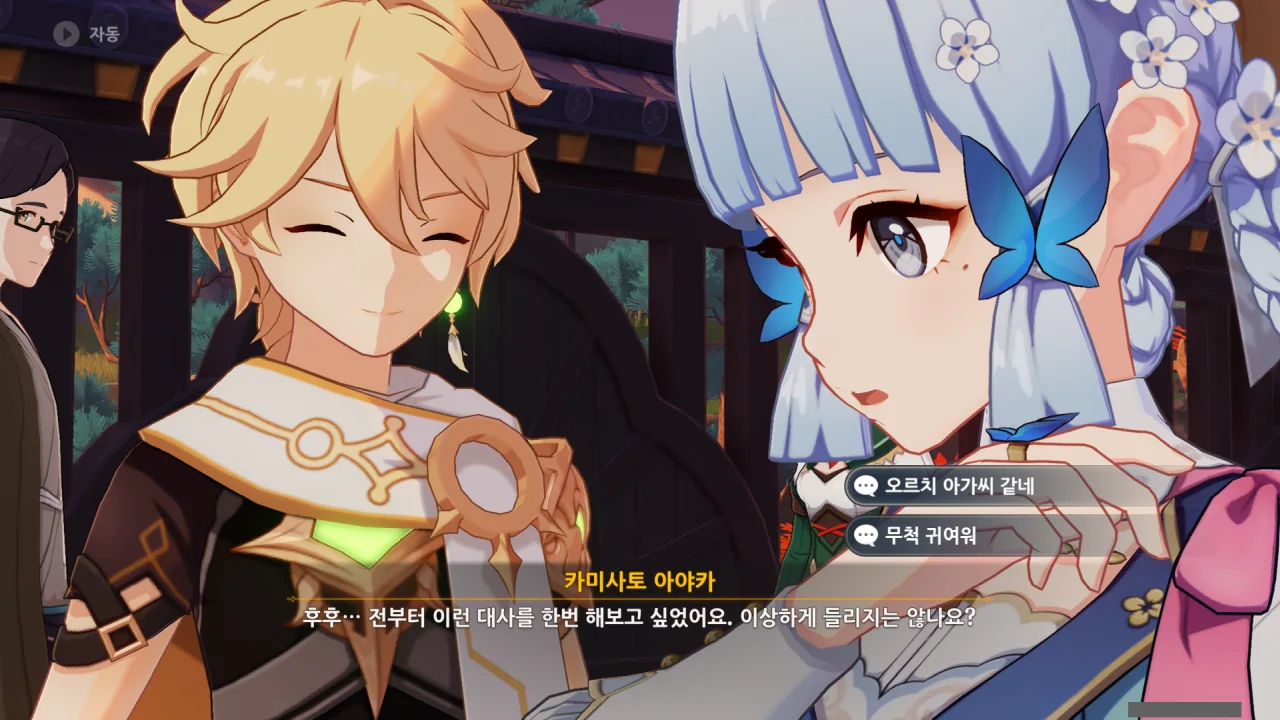 자동
오르치 아가씨 같네
무척 귀여워
카미사토 아야카
후후… 전부터 이런 대사를 한번 해보고 싶었어요. 이상하게 들리지는 않나요?